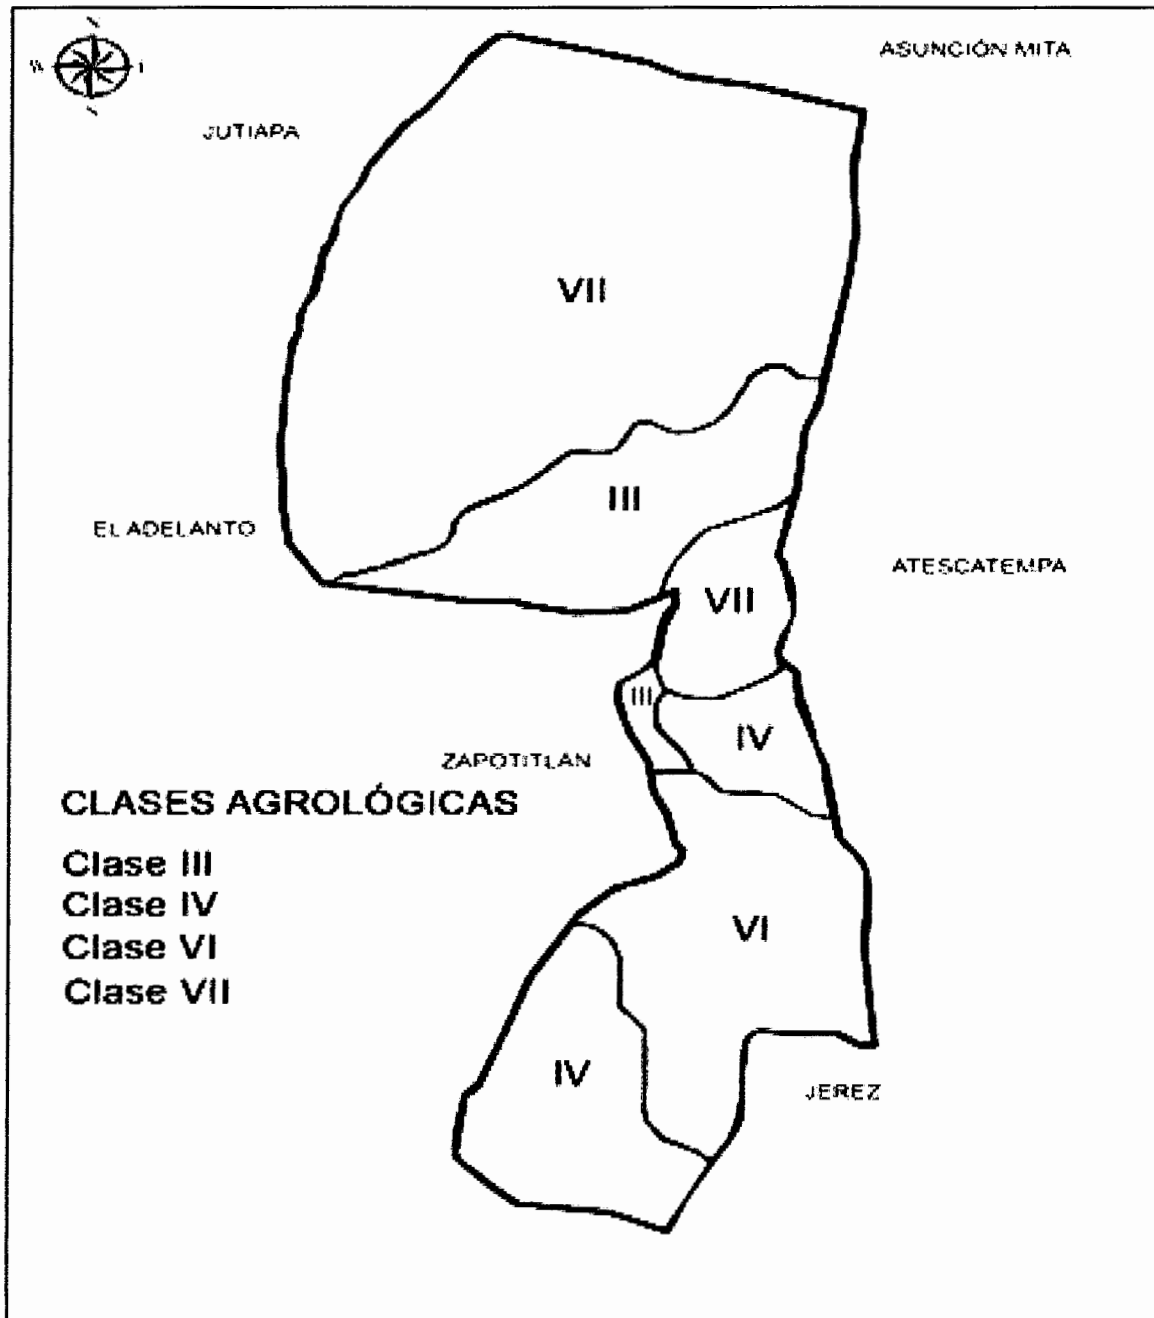 ASUNCIÓN MITA
W
JUTIAPA
VII
III
EL ADELANTO
ATESCATEMPA
VII
III
IV
ZAPOTITLAN
CLASES AGROLÓGICAS
Clase III
Clase IV
Clase VI
Clase VII
VI
IV
JEREZ